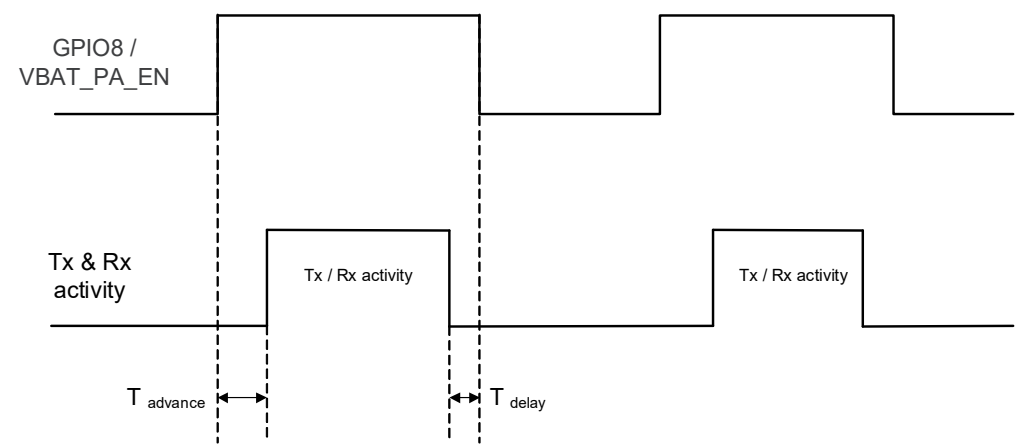 GPIO8 /
VBAT_PA_EN
Tx & Rx
activity
Tx / Rx activity
Tx / Rx activity
T advance
T delay